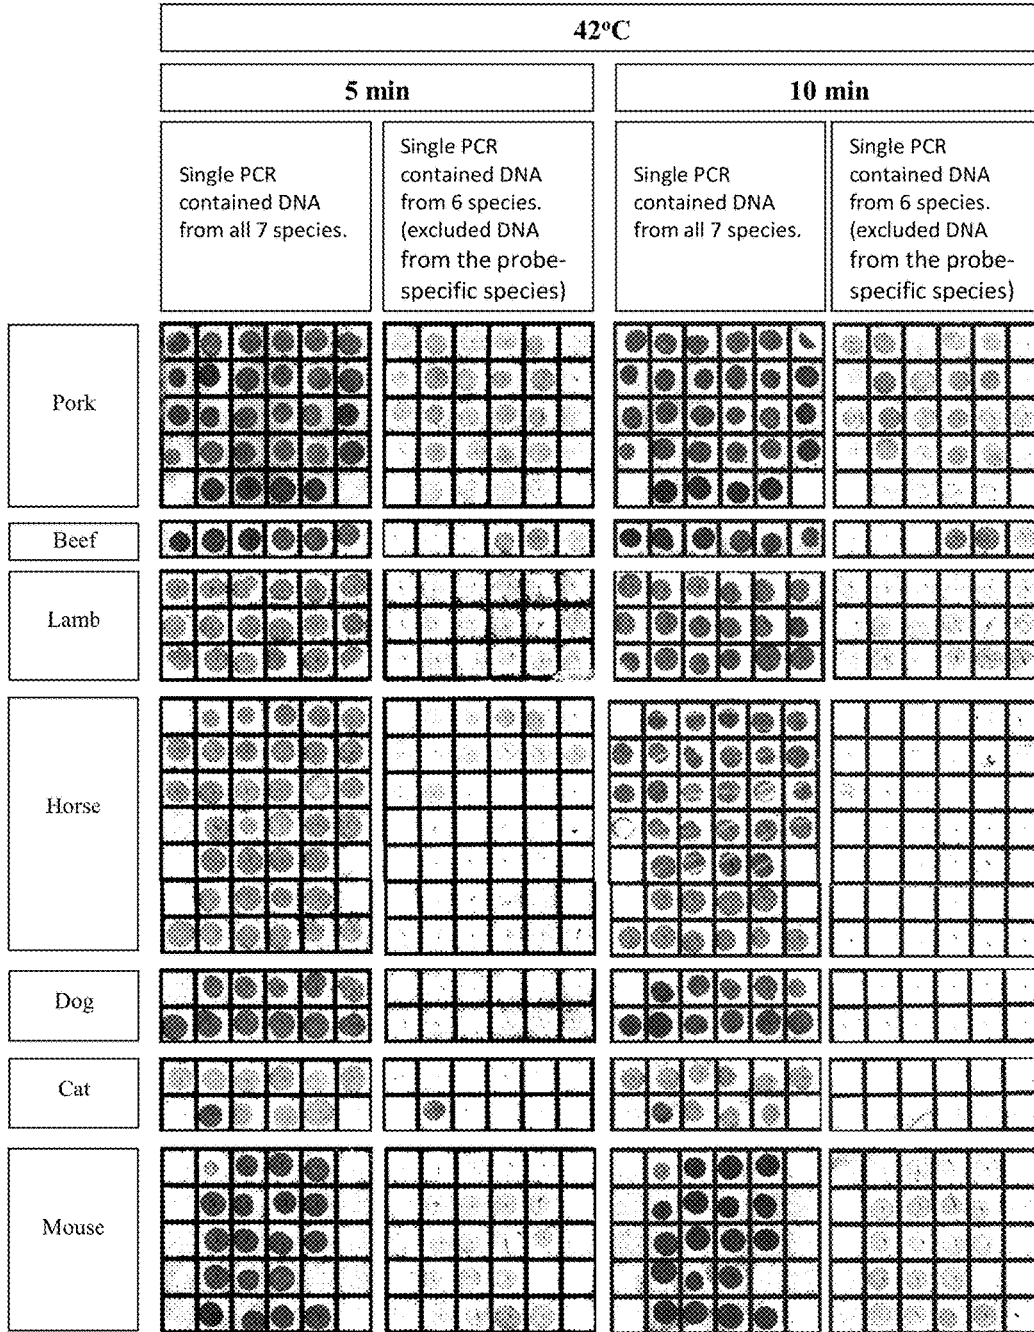 42°C
5 min
10 min
Single PCR
contained DNA
from all 7 species.
Single PCR
contained DNA
from 6 species.
(excluded DNA
from the probe-
specific species)
Single PCR
contained DNA
from all 7 species.
Single PCR
contained DNA
from 6 species.
(excluded DNA
from the probe-
specific species)
Pork
Beef
Lamb
Horse
Dog
Cat
Mouse